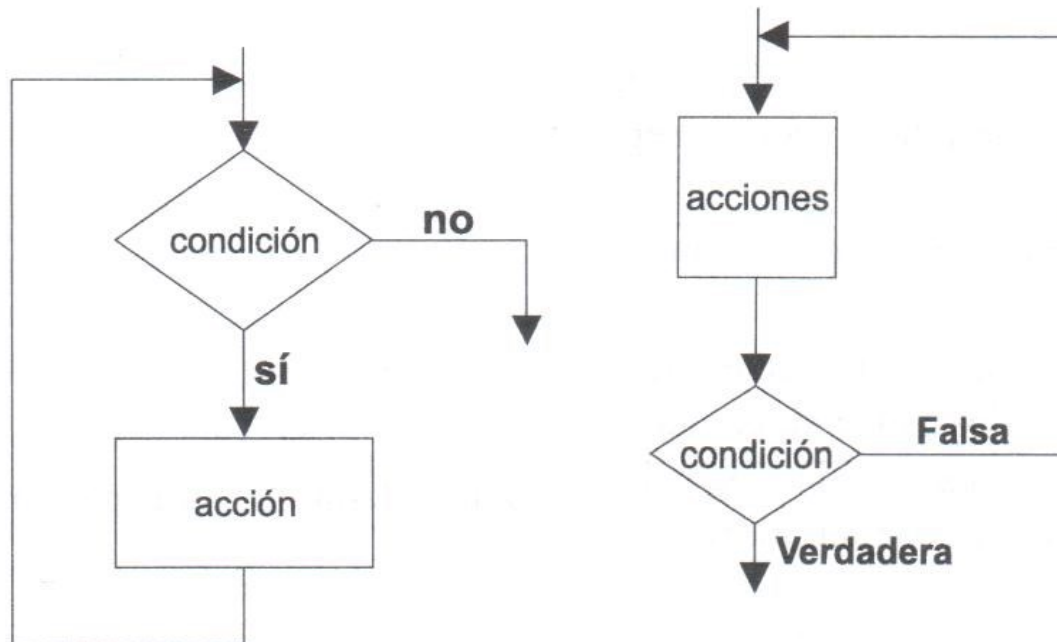 condición
no
sí
acción
acciones
condición
Falsa
Verdadera